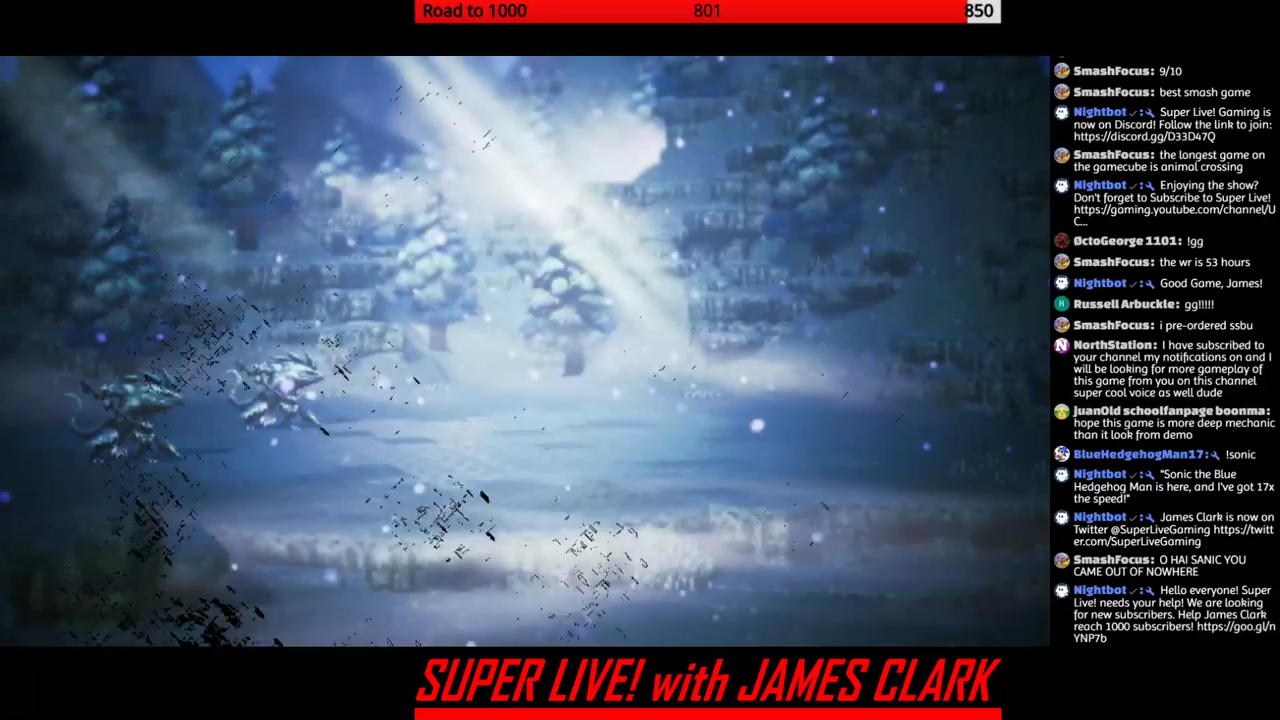 Road to 1000 801 850
SmashFocus: 9/10
SmashFocus: best smash game
Nightbot: Super Live! Gaming is
now on Discord! Follow the link to join:
https://discord.gg/D33D47Q
SmashFocus: the longest game on
the gamecube is animal crossing
Nightbot: Enjoying the show?
Don't forget to Subscribe to Super Live!
https://gaming.youtube.com/channel/U
C...
ØctoGeorge 1101: !gg
SmashFocus: the wr is 53 hours
Nightbot: Good Game, James!
R Russell Arbuckle: gg!!!!!
SmashFocus: i pre-ordered ssbu
N NorthStation: I have subscribed to
your channel my notifications on and I
will be looking for more gameplay of
this game from you on this channel
super cool voice as well dude
juanOld schoolfanpage boonma:
hope this game is more deep mechanic
than it look from demo
BlueHedgehogMan17: !sonic
Nightbot: "Sonic the Blue
Hedgehog Man is here, and I've got 17x
the speed!"
Nightbot: James Clark is now on
Twitter @SuperLiveGaming https://twitt
er.com/SuperLiveGaming
SmashFocus: O HAI SANIC YOU
CAME OUT OF NOWHERE
Nightbot: Hello everyone! Super
Live! needs your help! We are looking
for new subscribers. Help James Clark
reach 1000 subscribers! https://goo.gl/n
YNP7b
SUPER LIVE! with JAMES CLARK